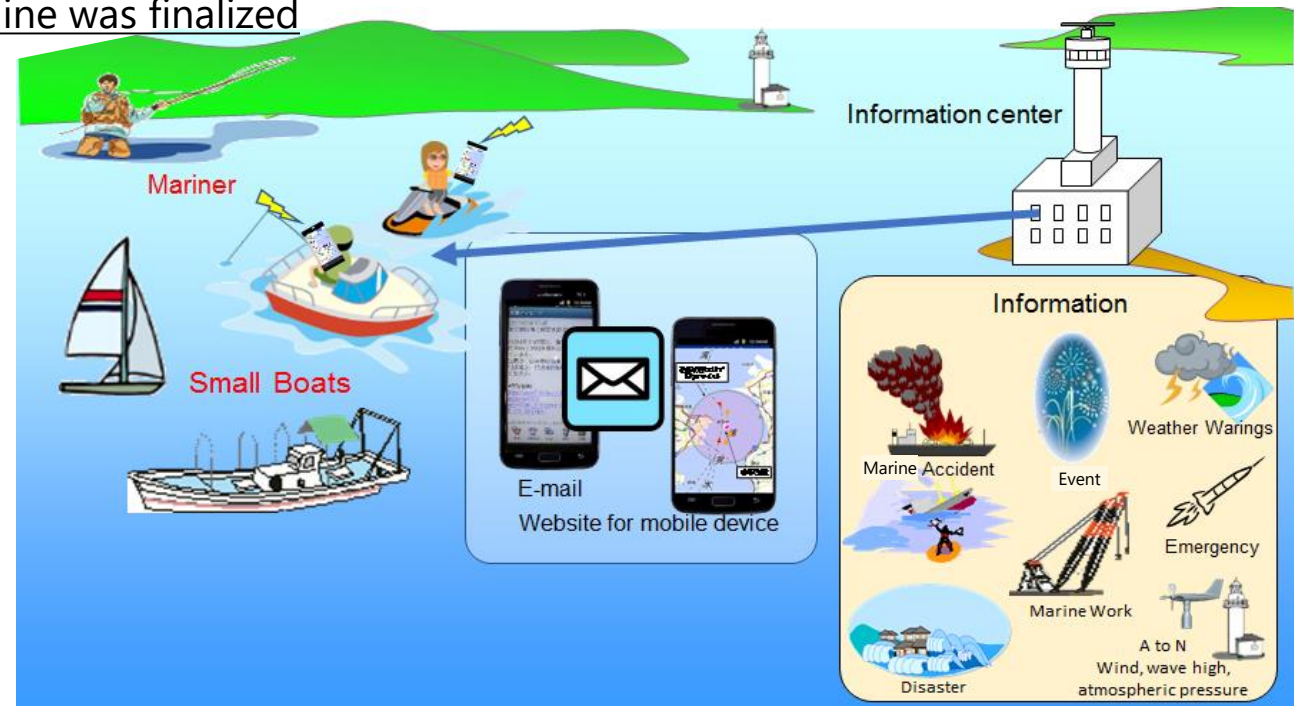 ine was finalized
Information center
Mariner
Small Boats
E-mail
Website for mobile device
Information
Marine Accident
Event
Weather Warings
Emergency
Marine Work
Disaster
A to N
Wind, wave high,
atmospheric pressure